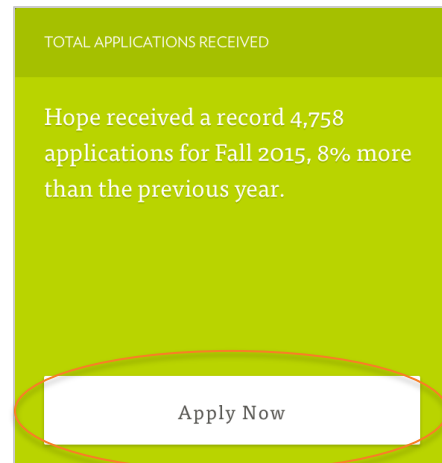 TOTAL APPLICATIONS RECEIVED
Hope received a record 4,758
applications for Fall 2015, 8% more
than the previous year.
Apply Now